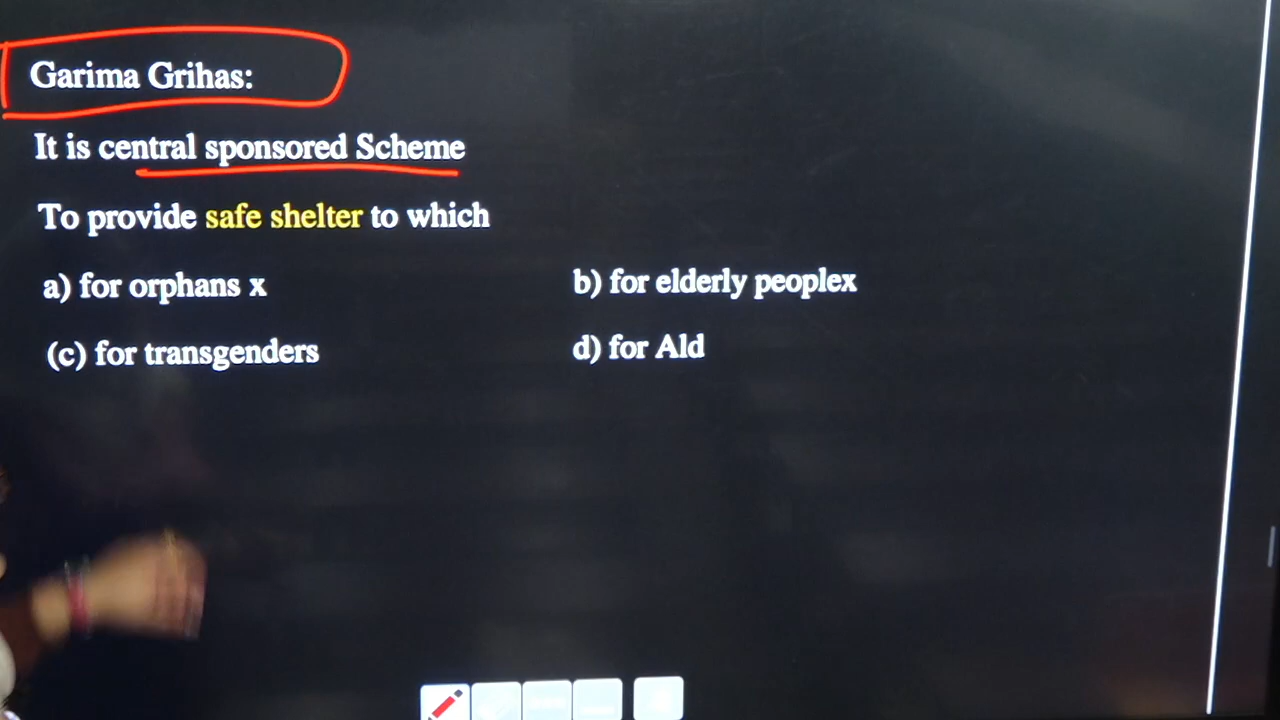 Garima Grihas:
It is central sponsored Scheme
To provide safe shelter to which
a) for orphans x
b) for elderly peoplex
(c) for transgenders
d) for Ald